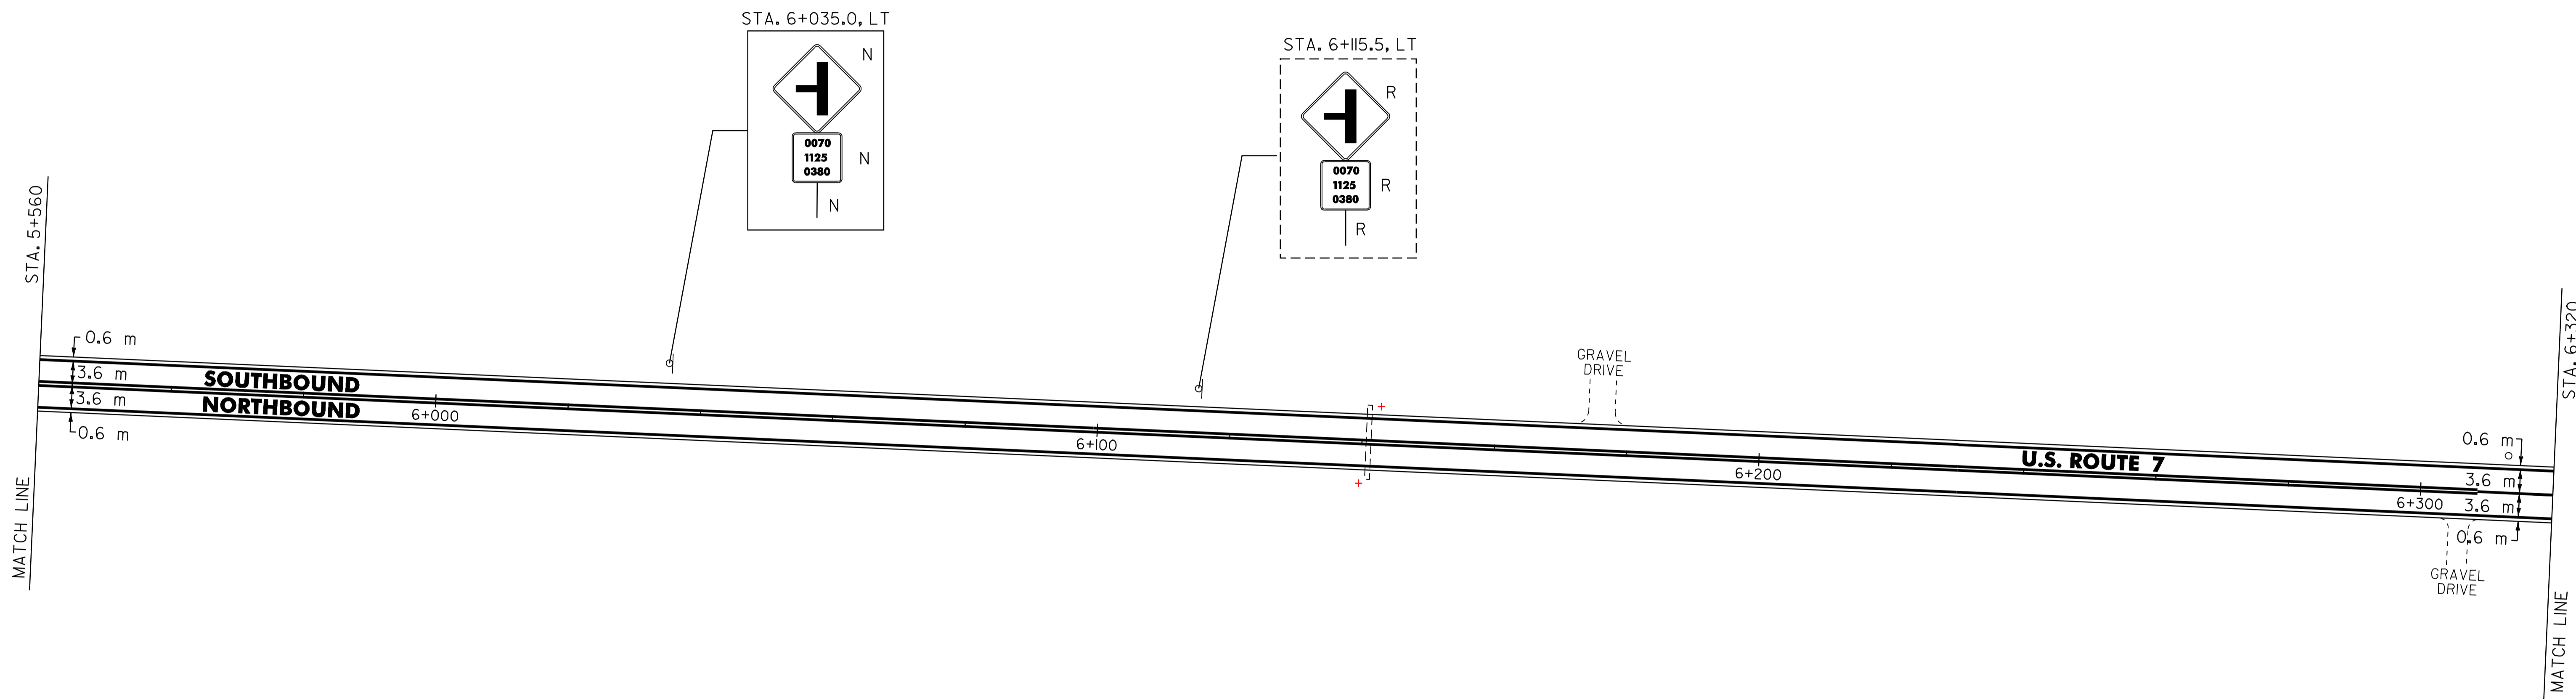 STA. 6+035.0, LT
N
0070
1125
0380
N
N
STA. 6+115.5, LT
R
0070
1125
0380
R
R
STA. 5+560
MATCH LINE
0.6 m
3.6 m
3.6 m
0.6 m
SOUTHBOUND
NORTHBOUND
6+000
6+100
GRAVEL
DRIVE
6+200
U.S. ROUTE 7
6+300
0.6 m
3.6 m
3.6 m
0.6 m
GRAVEL
DRIVE
STA. 6+320
MATCH LINE